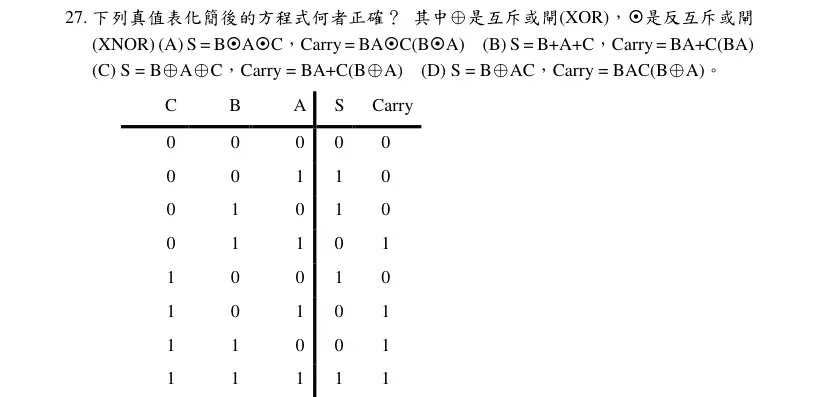 27. 下列真值表化簡後的方程式何者正確? 其中⊕是互斥或閘(XOR),⊙是反互斥或閘
(XNOR) (A) S = B⊙A⊙C,Carry = BA⊙C(B⊙A) (B) S = B+A+C,Carry = BA+C(BA)
(C) S = B⊕A⊕C,Carry = BA+C(B⊕A) (D) S = B⊕AC,Carry = BAC(B⊕A)。
C B A S Carry
0 0 0 0 0
0 0 1 1 0
0 1 0 1 0
0 1 1 0 1
1 0 0 1 0
1 0 1 0 1
1 1 0 0 1
1 1 1 1 1